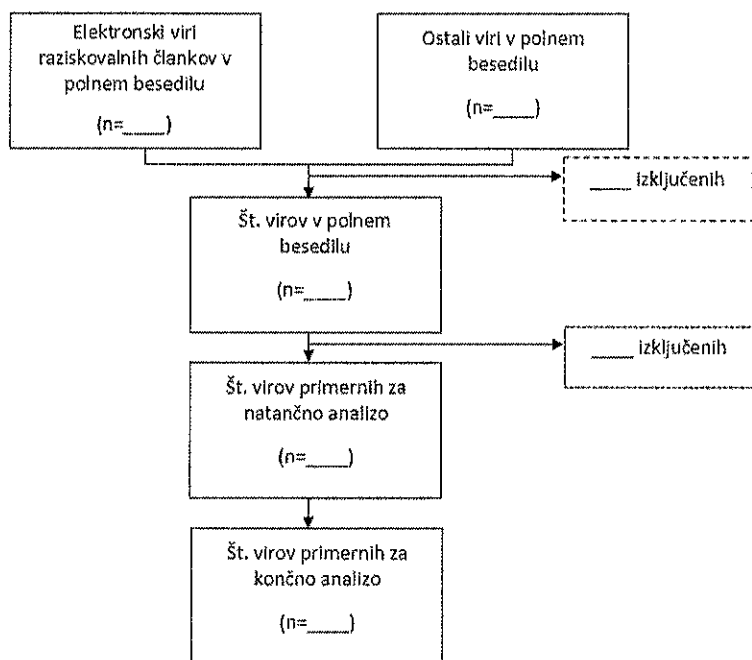 Elektronski viri
raziskovalnih člankov v
polnem besedilu
(n=____)
Ostali viri v polnem
besedilu
(n=____)
____ izključenih
Št. virov v polnem
besedilu
(n=____)
____ izključenih
Št. virov primernih za
natančno analizo
(n=____)
Št. virov primernih za
končno analizo
(n=____)